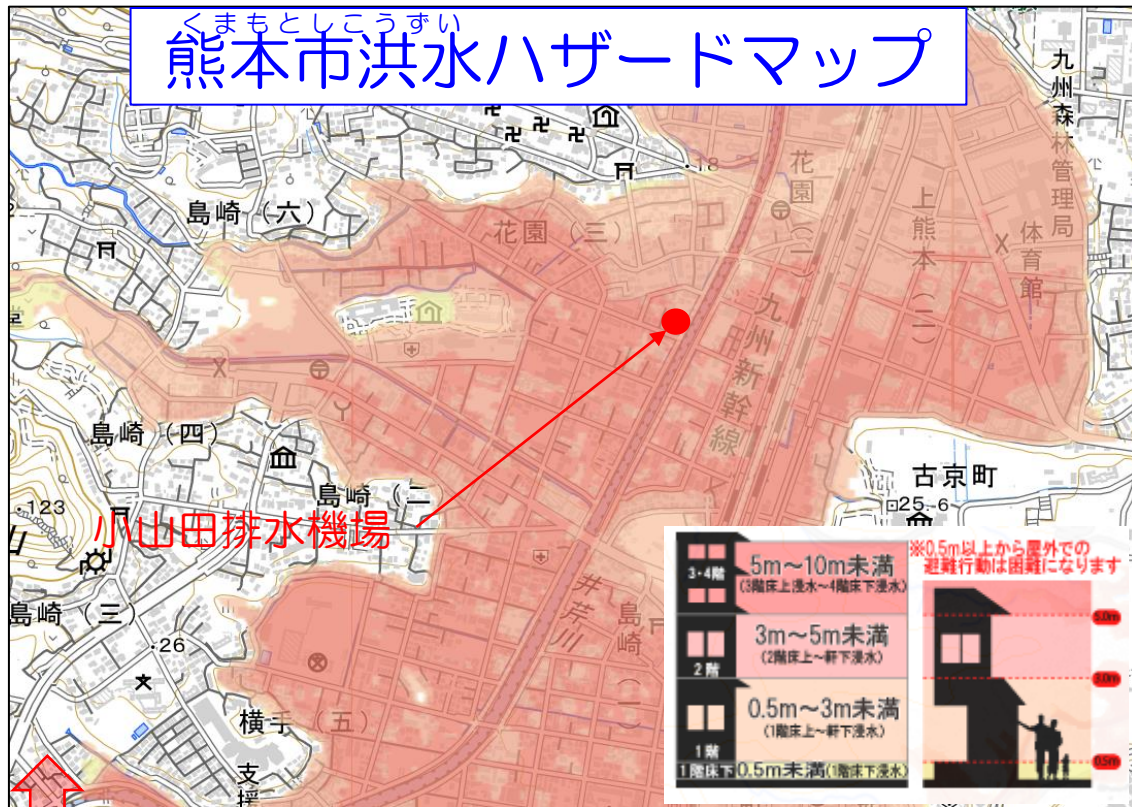 くまもとしこうずい
熊本市洪水ハザードマップ
九州森林管理局
18
花園(一)
島崎(六)
花園(三)
上熊本(二)
体育館
九州新幹線
島崎(四)
古京町
123
島崎(二
25.6
小山田排水機場
島崎(三)
井芹川
島崎(一)
26
横手(五)
支援
3・4階
5m～10m未満
(3階床上浸水～4階床下浸水)
2階
3m～5m未満
(2階床上～軒下浸水)
1階
0.5m～3m未満
(1階床上～軒下浸水)
1階床下
0.5m未満(1階床下浸水)
※0.5m以上から屋外での
避難行動は困難になります
5.0m
3.0m
0.5m